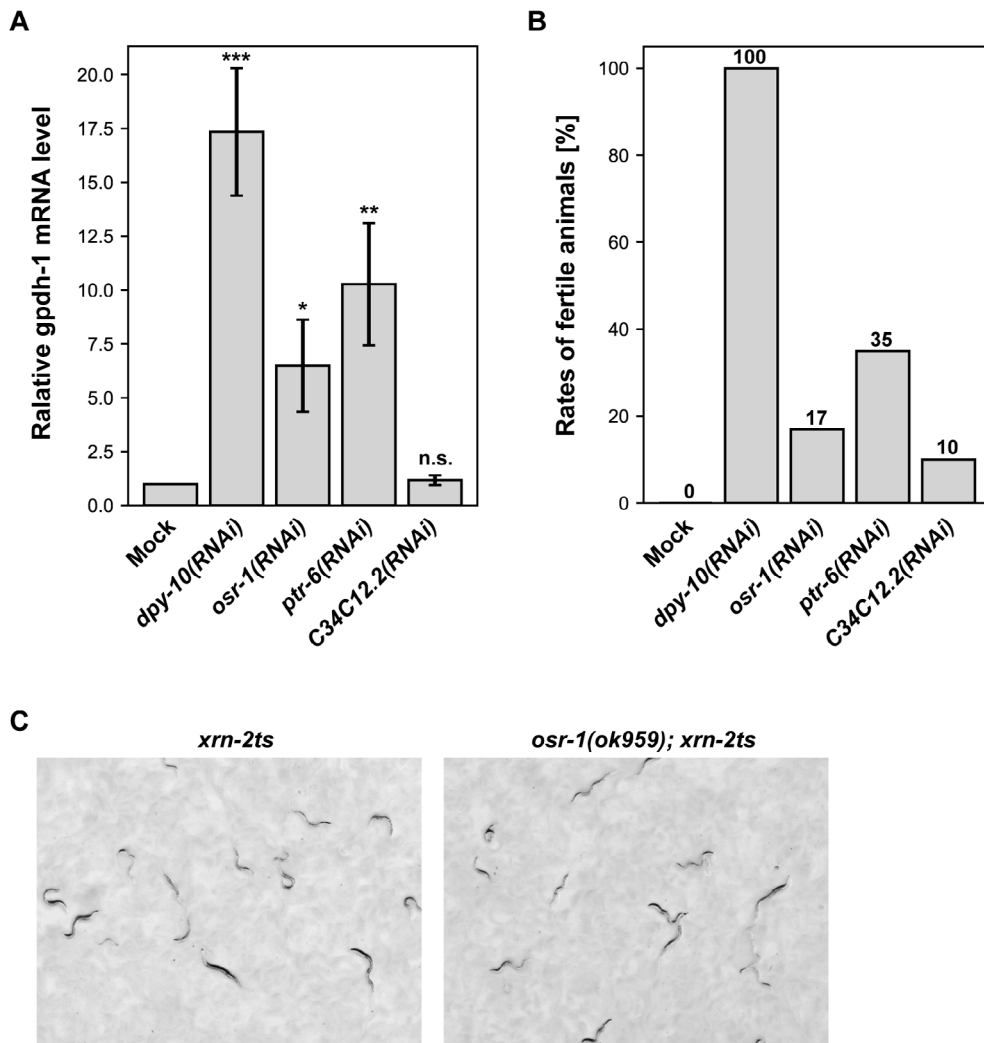 A
Ralative gpdh-1 mRNA level
20.0
17.5
15.0
12.5
10.0
7.5
5.0
2.5
0.0
***
*
**
n.s.
Mock
dpy-10(RNAi)
osr-1(RNAi)
ptr-6(RNAi)
C34C12.2(RNAi)
B
Rates of fertile animals [%]
100
80
60
40
20
0
0
100
17
35
10
Mock
dpy-10(RNAi)
osr-1(RNAi)
ptr-6(RNAi)
C34C12.2(RNAi)
C
xrn-2ts
osr-1(ok959); xrn-2ts